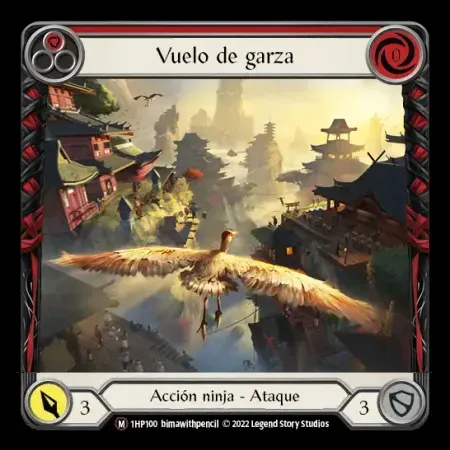 Vuelo de garza
0
3
Acción ninja - Ataque
3
M 1HP100 bimawithpencil © 2022 Legend Story Studios